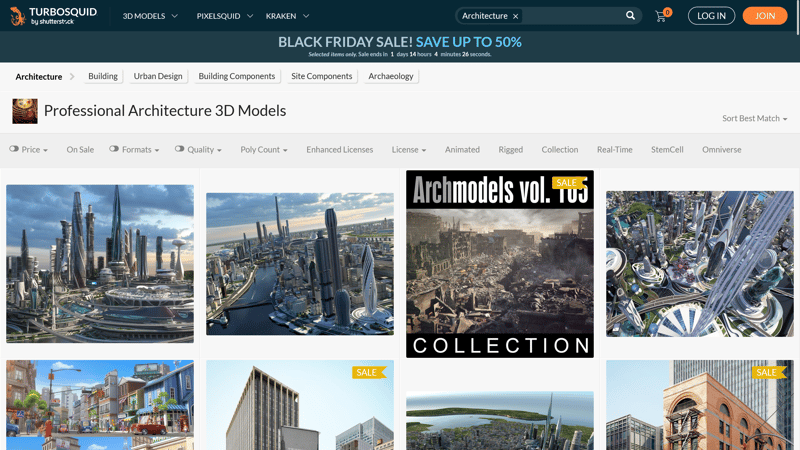 TURBOSQUID
by shutterstock
3D MODELS
PIXELSQUID
KRAKEN
Architecture ×
0
LOG IN
JOIN
BLACK FRIDAY SALE! SAVE UP TO 50%
Selected items only. Sale ends in 1 days 14 hours 4 minutes 26 seconds.
Architecture
Building
Urban Design
Building Components
Site Components
Archaeology
Professional Architecture 3D Models
Sort Best Match
Price
On Sale
Formats
Quality
Poly Count
Enhanced Licenses
License
Animated
Rigged
Collection
Real-Time
StemCell
Omniverse
Archmodels vol. 165
SALE
COLLECTION
SALE
SALE